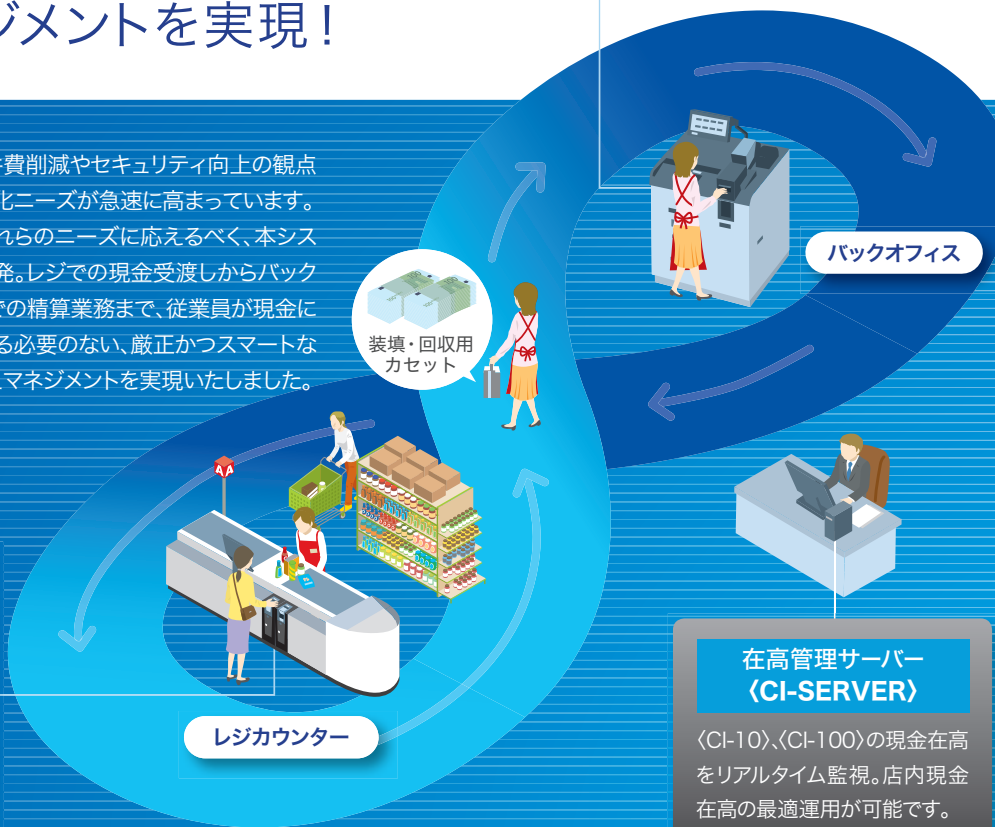 ジメントを実現！
費削減やセキュリティ向上の観点
化ニーズが急速に高まっています。
れらのニーズに応えるべく、本シス
発。レジでの現金受渡しからバック
での精算業務まで、従業員が現金に
る必要のない、厳正かつスマートな
マネジメントを実現いたしました。
バックオフィス
装填・回収用
カセット
レジカウンター
在高管理サーバー
〈CI-SERVER〉
〈CI-10〉、〈CI-100〉の現金在高
をリアルタイム監視。店内現金
在高の最適運用が可能です。